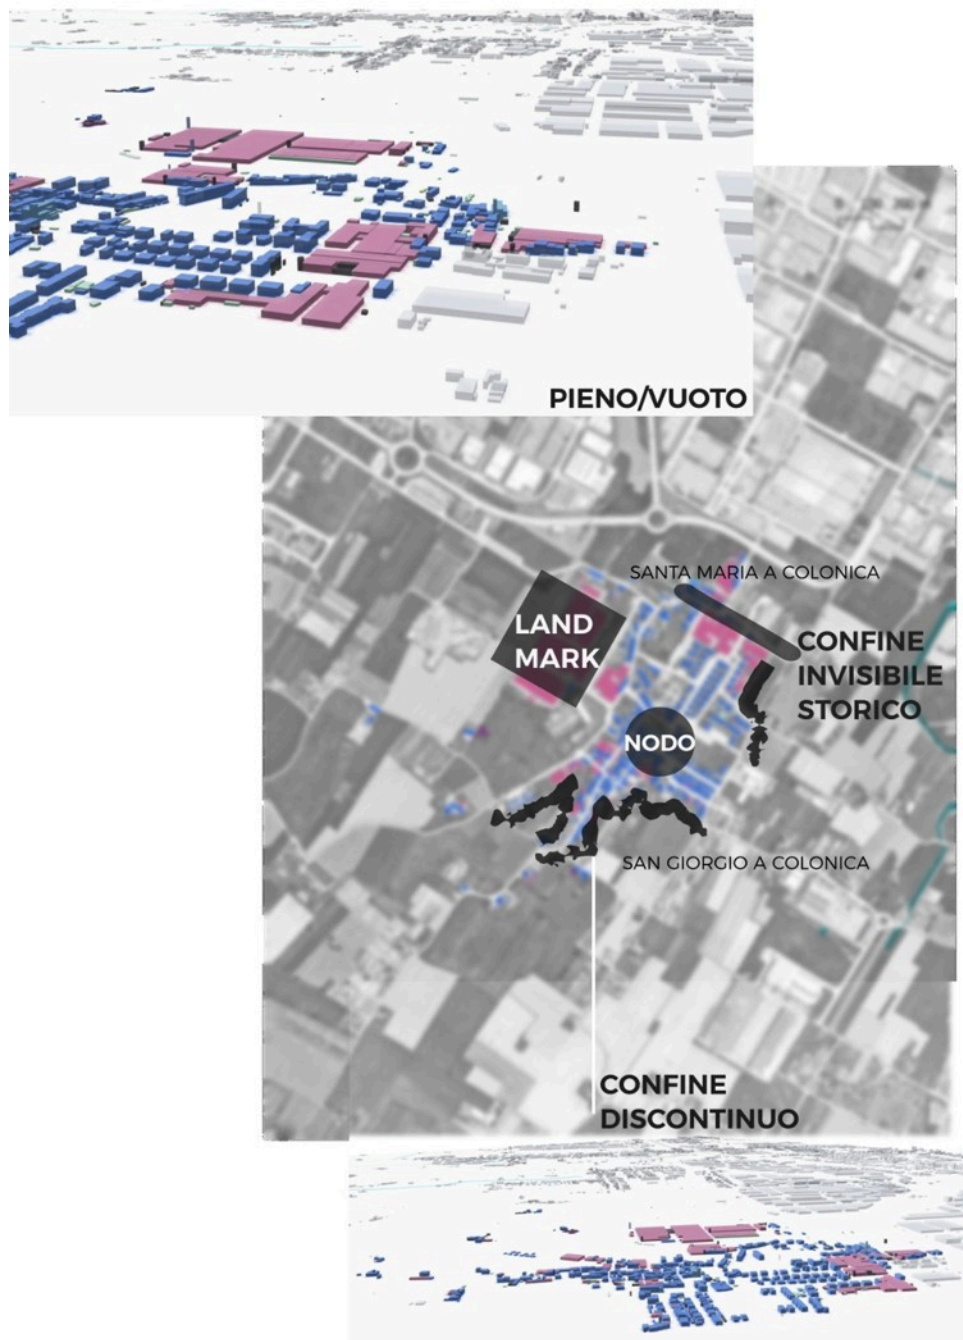 PIENO/VUOTO
SANTA MARIA A COLONICA
LAND
MARK
CONFINE
INVISIBILE
STORICO
NODO
SAN GIORGIO A COLONICA
CONFINE
DISCONTINUO